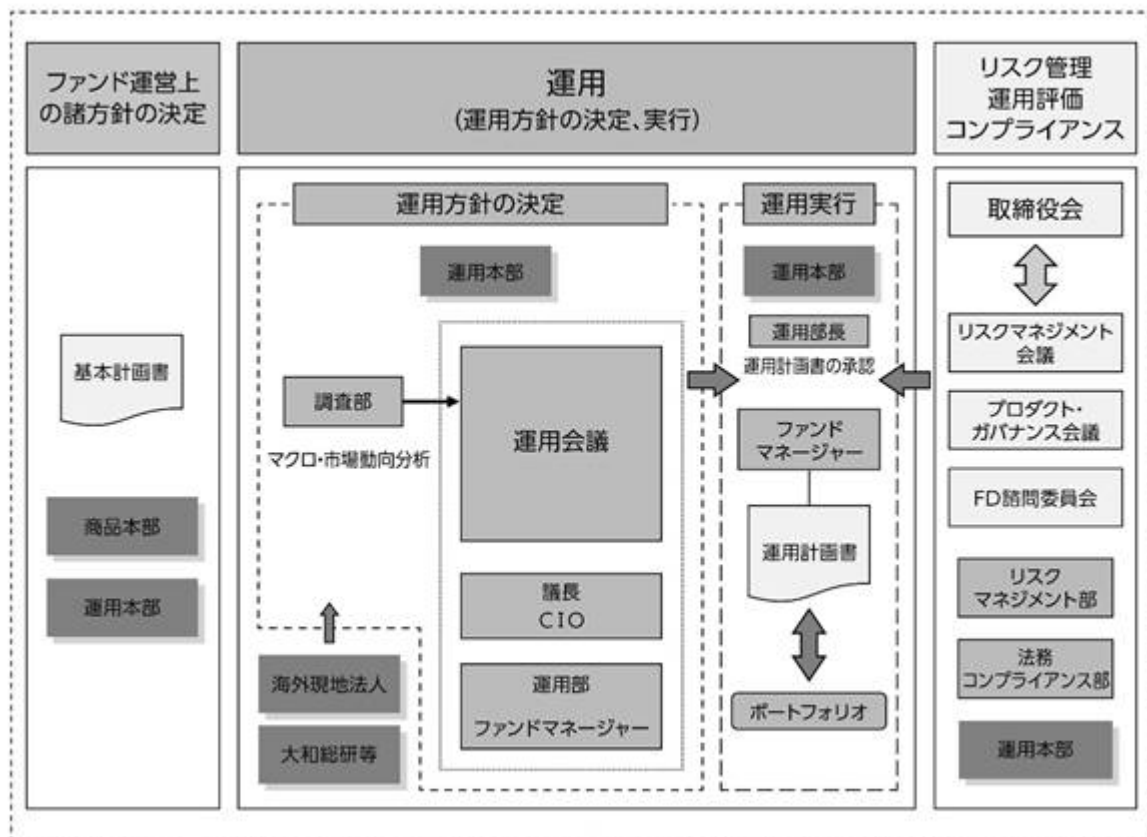 ファンド運営上
の諸方針の決定
運用
(運用方針の決定、実行)
リスク管理
運用評価
コンプライアンス
基本計画書
商品本部
運用本部
運用方針の決定
運用本部
調査部
マクロ・市場動向分析
運用会議
議長
CIO
運用部
ファンドマネージャー
海外現地法人
大和総研等
運用実行
運用本部
運用部長
運用計画書の承認
ファンド
マネージャー
運用計画書
ポートフォリオ
取締役会
リスクマネジメント
会議
プロダクト・
ガバナンス会議
FD諮問委員会
リスク
マネジメント部
法務
コンプライアンス部
運用本部